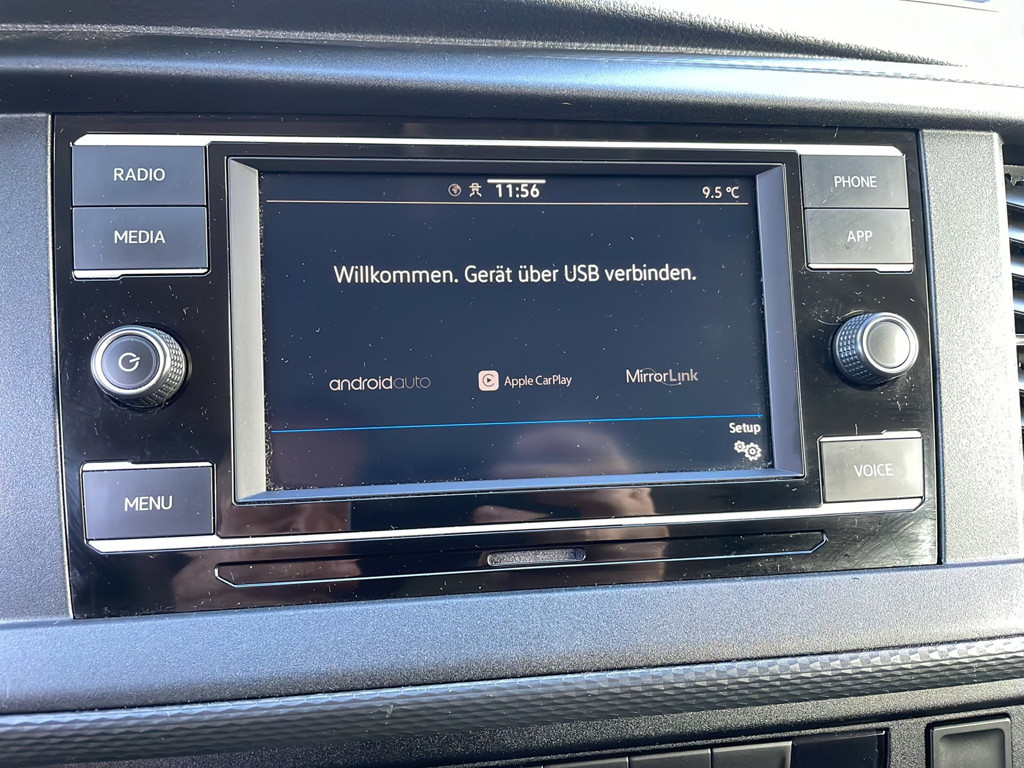 RADIO
MEDIA
MENU
11:56
9.5 °C
Willkommen. Gerät über USB verbinden.
androidauto
Apple CarPlay
MirrorLink
Setup
PHONE
APP
VOICE